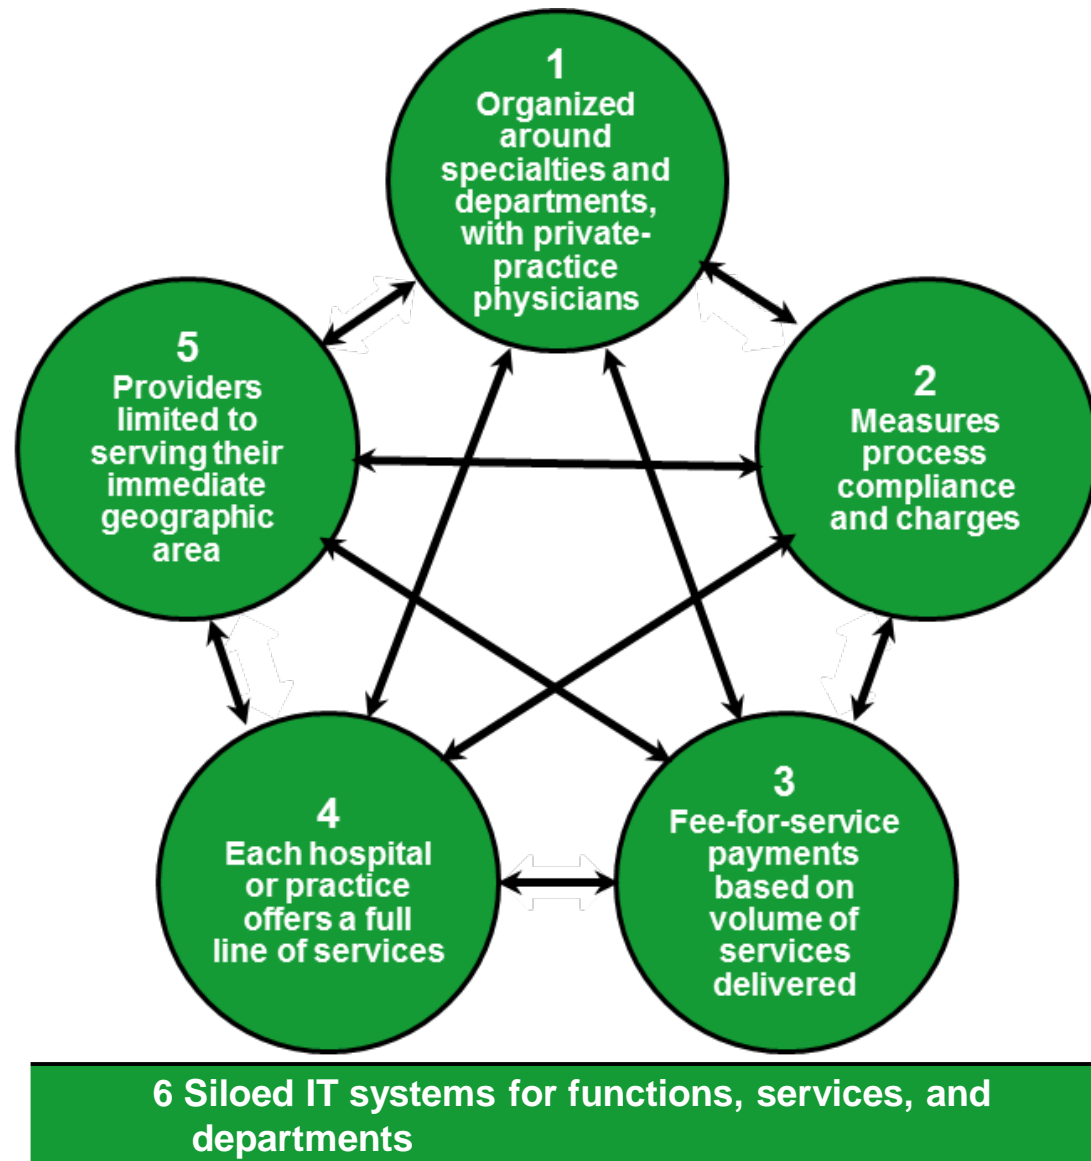 1
Organized
around
specialties and
departments,
with private-
practice
physicians
2
Measures
process
compliance
and charges
3
Fee-for-service
payments
based on
volume of
services
delivered
4
Each hospital
or practice
offers a full
line of services
5
Providers
limited to
serving their
immediate
geographic
area
6 Siloed IT systems for functions, services, and
departments